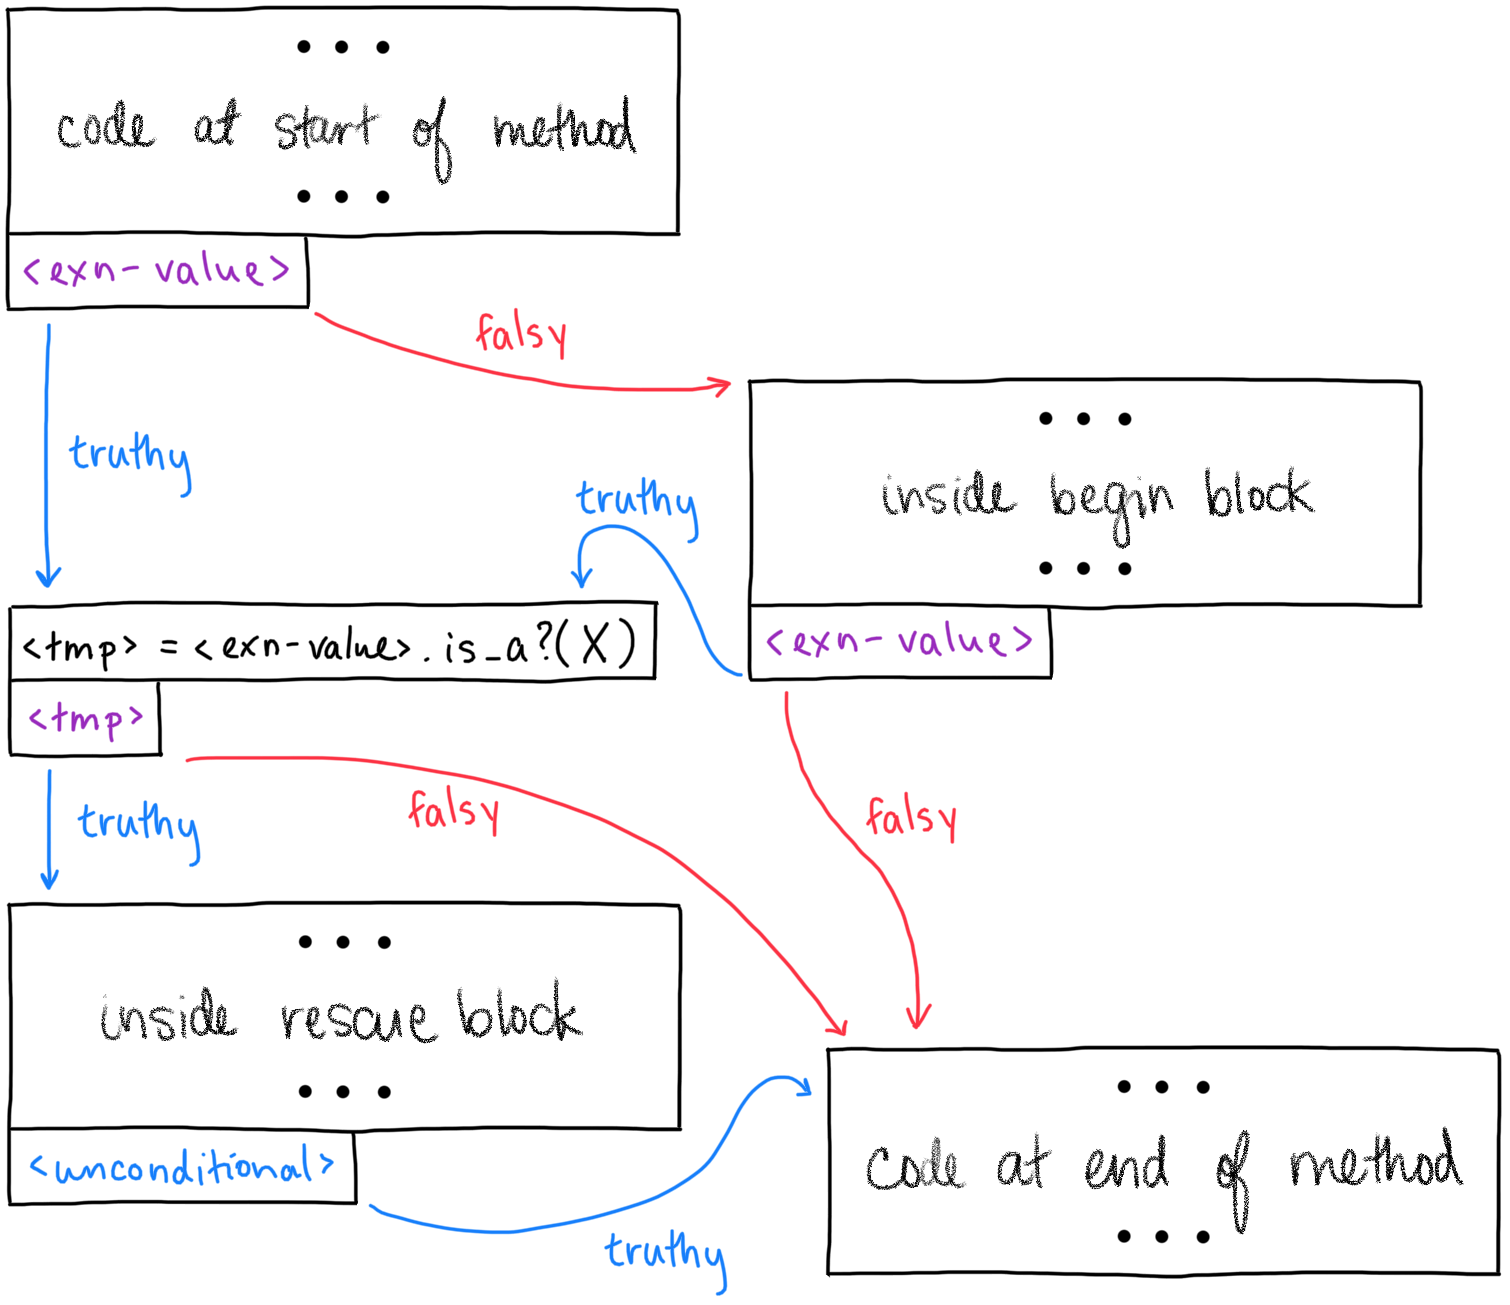 • • •
code at start of method
• • •
<exn-value>
falsy
truthy
• • •
inside begin block
• • •
<exn-value>
truthy
<tmp> = <exn-value>.is_a?(X)
<tmp>
truthy
falsy
falsy
• • •
inside rescue block
• • •
<unconditional>
truthy
• • •
code at end of method
• • •